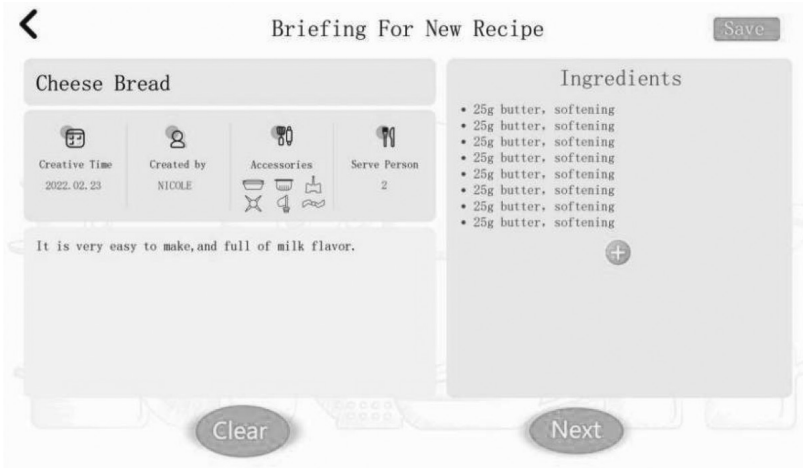 Briefing For New Recipe
Save
Cheese Bread
Creative Time
2022.02.23
Created by
NICOLE
Accessories
Serve Person
2
It is very easy to make,and full of milk flavor.
Ingredients
• 25g butter, softening
• 25g butter, softening
• 25g butter, softening
• 25g butter, softening
• 25g butter, softening
• 25g butter, softening
• 25g butter, softening
• 25g butter, softening
Clear
Next